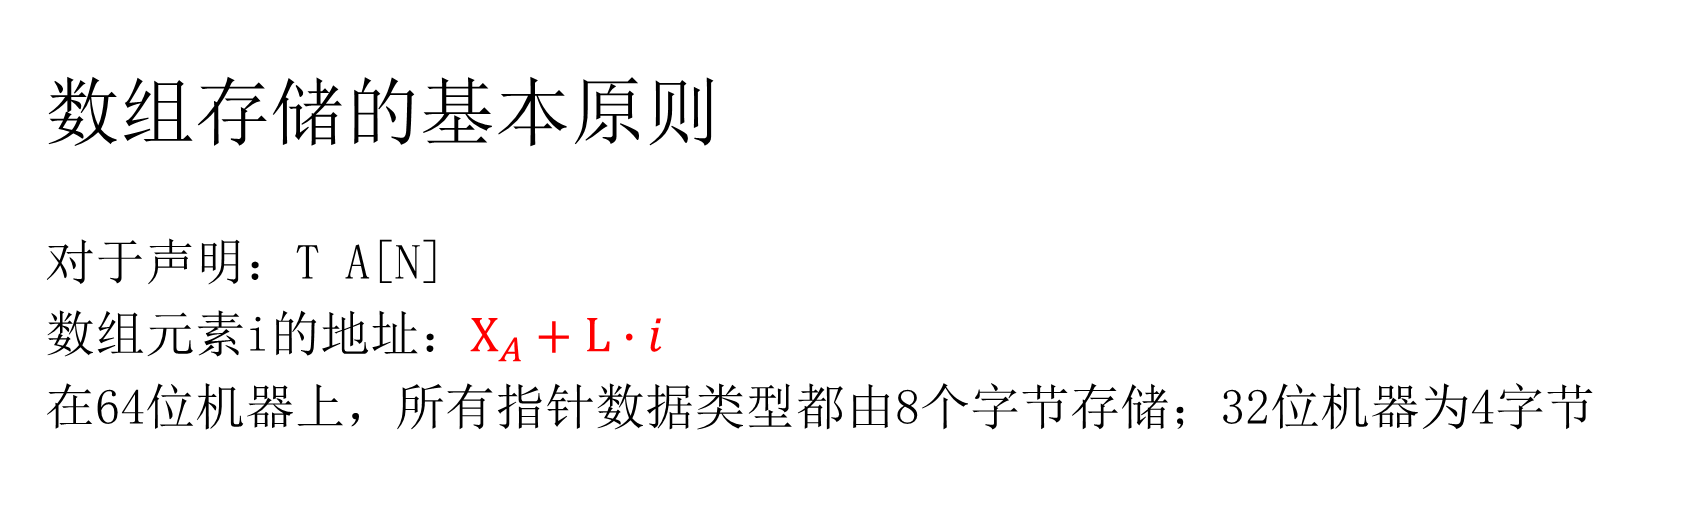 数组存储的基本原则
对于声明：T A[N]
数组元素i的地址：X_A + L · i
在64位机器上，所有指针数据类型都由8个字节存储；32位机器为4字节